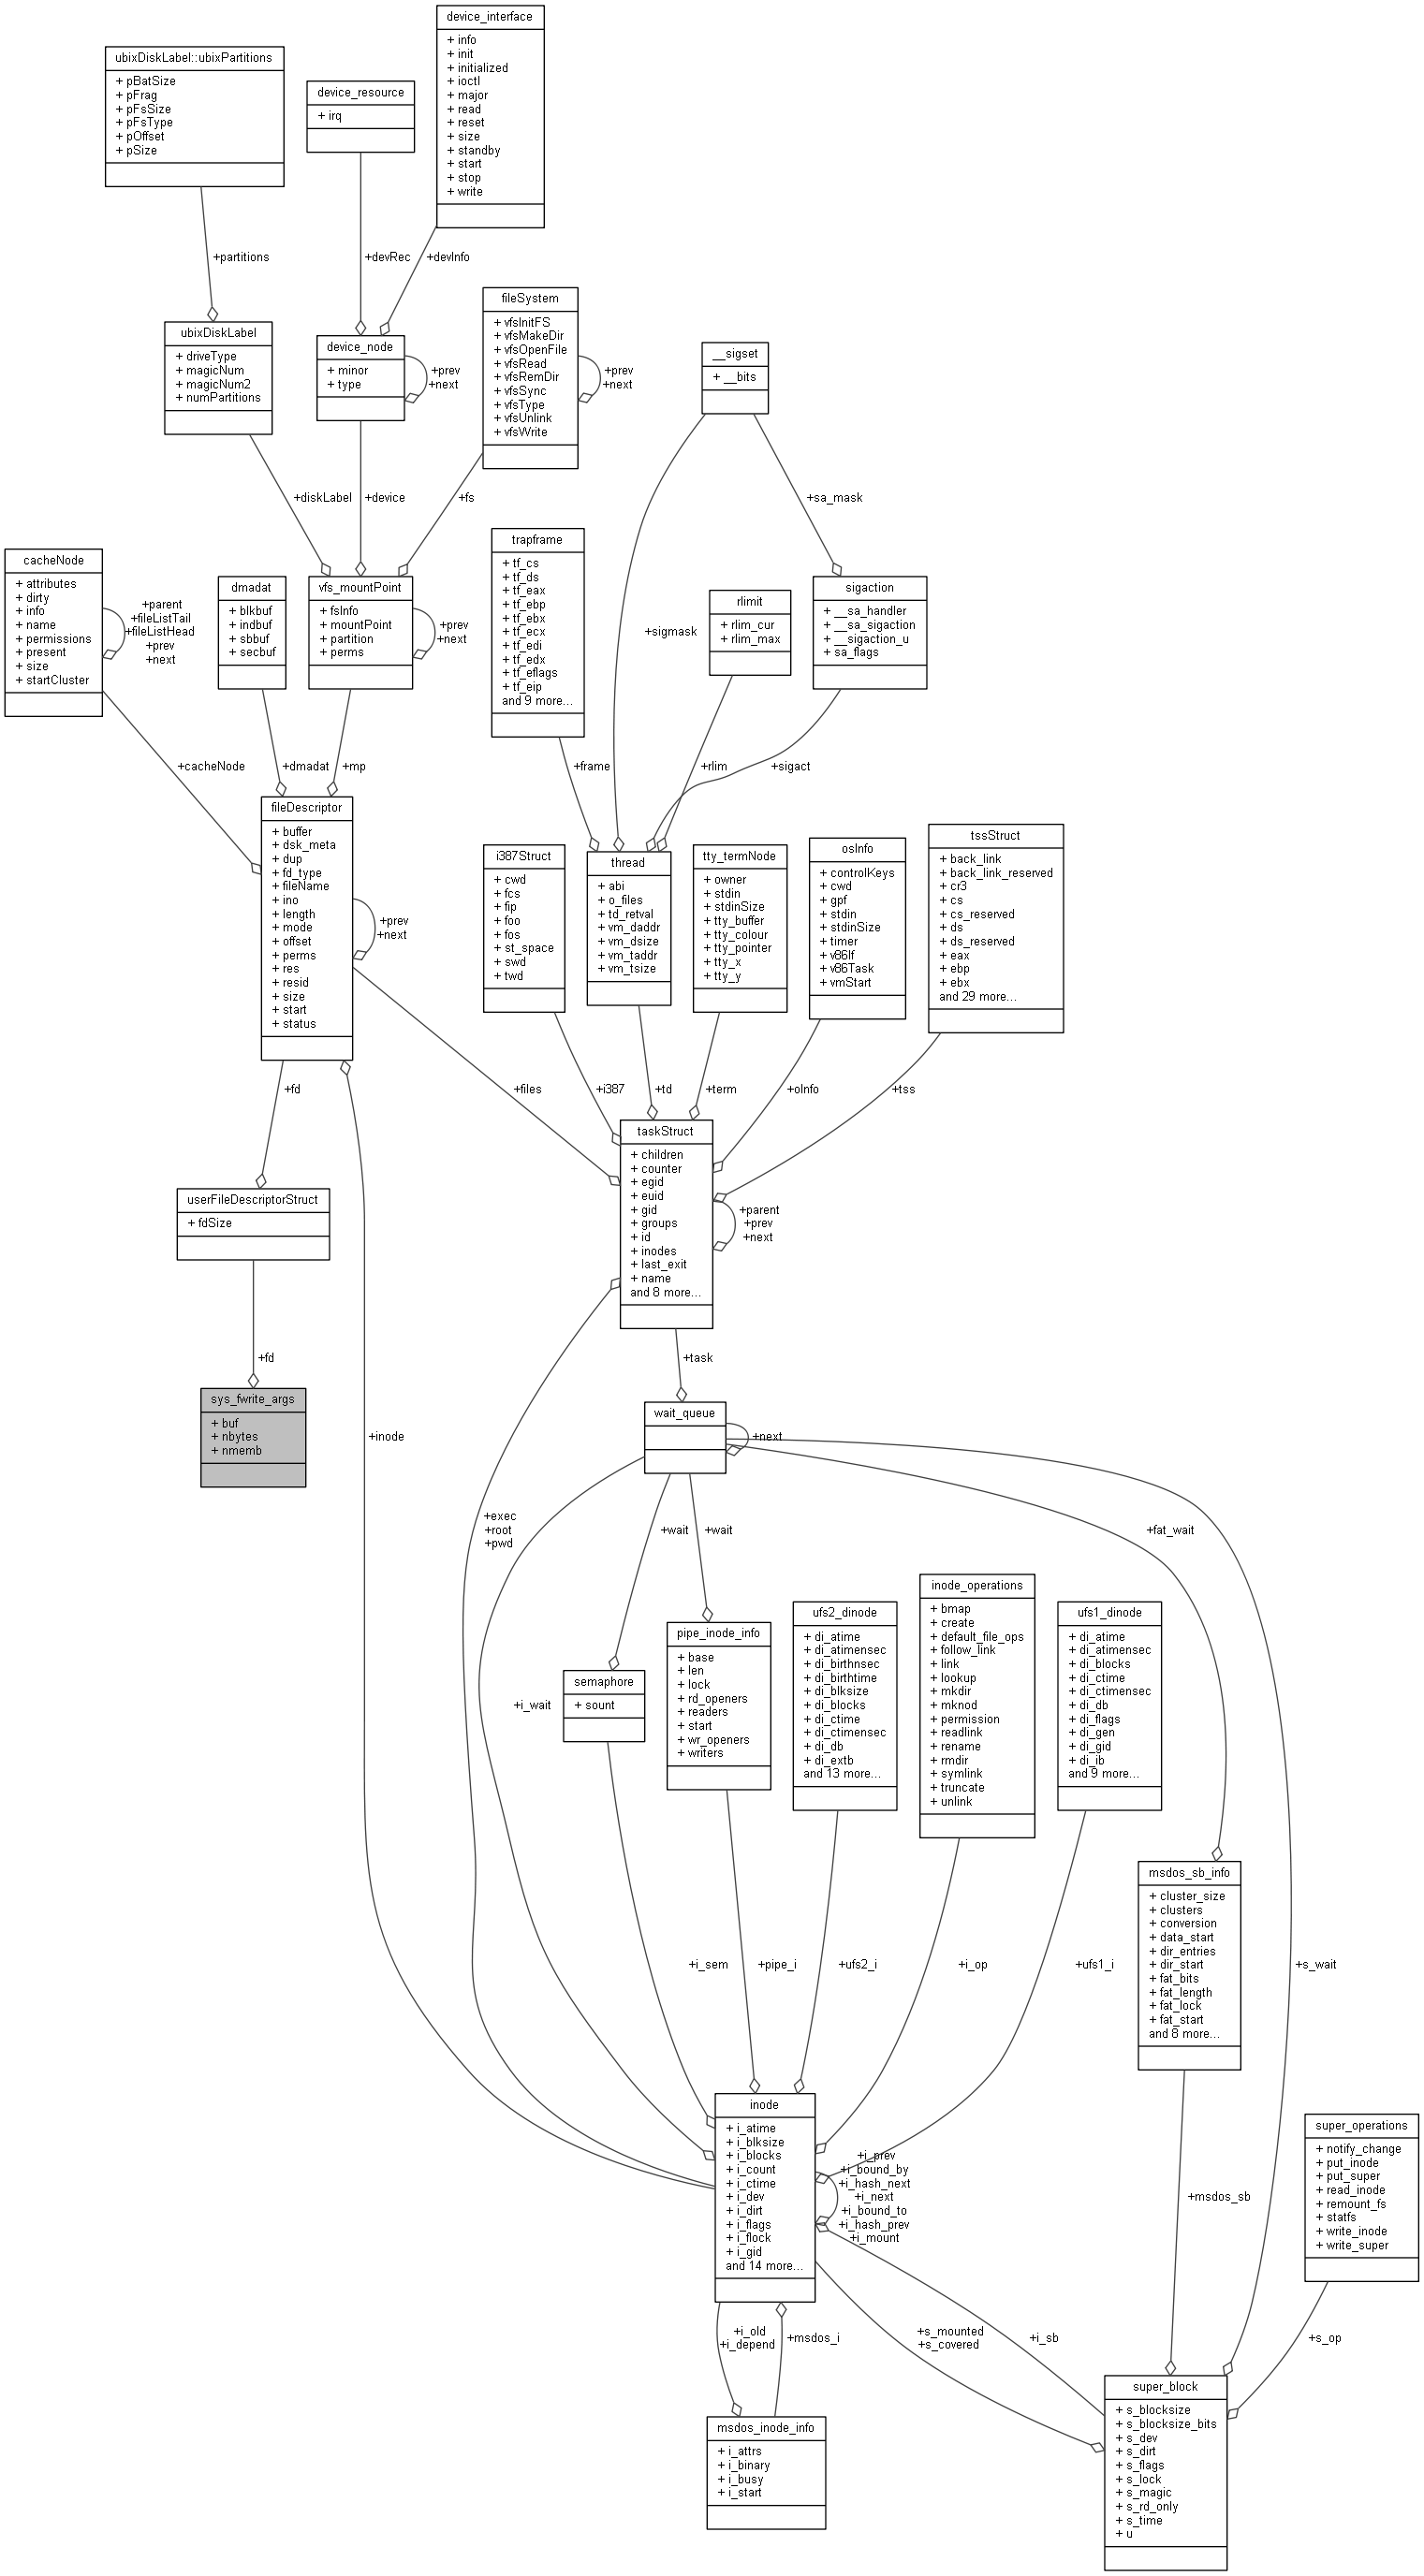 device_interface
+ info
+ init
+ initialized
+ ioctl
+ major
+ read
+ reset
+ size
+ standby
+ start
+ stop
+ write
ubixDiskLabel::ubixPartitions
+ pBatSize
+ pFrag
+ pFsSize
+ pFsType
+ pOffset
+ pSize
device_resource
+ irq
+partitions
+devRec
+devInfo
fileSystem
+ vfsInitFS
+ vfsMakeDir
+ vfsOpenFile
+ vfsRead
+ vfsRemDir
+ vfsSync
+ vfsType
+ vfsUnlink
+ vfsWrite
+prev
+next
ubixDiskLabel
+ driveType
+ magicNum
+ magicNum2
+ numPartitions
device_node
+ minor
+ type
+prev
+next
__sigset
+ __bits
+diskLabel
+device
+fs
+sa_mask
trapframe
+ tf_cs
+ tf_ds
+ tf_eax
+ tf_ebp
+ tf_ebx
+ tf_ecx
+ tf_edi
+ tf_edx
+ tf_eflags
+ tf_eip
and 9 more...
cacheNode
+ attributes
+ dirty
+ info
+ name
+ permissions
+ present
+ size
+ startCluster
+parent
+fileListTail
+fileListHead
+prev
+next
dmadat
+ blkbuf
+ indbuf
+ sbbuf
+ secbuf
vfs_mountPoint
+ fsInfo
+ mountPoint
+ partition
+ perms
+prev
+next
+sigmask
rlimit
+ rlim_cur
+ rlim_max
sigaction
+ __sa_handler
+ __sa_sigaction
+ __sigaction_u
+ sa_flags
+cacheNode
+dmadat
+mp
+frame
+rlim
+sigact
fileDescriptor
+ buffer
+ dsk_meta
+ dup
+ fd_type
+ fileName
+ ino
+ length
+ mode
+ offset
+ perms
+ res
+ resid
+ size
+ start
+ status
+prev
+next
i387Struct
+ cwd
+ fcs
+ fip
+ foo
+ fos
+ st_space
+ swd
+ twd
thread
+ abi
+ o_files
+ td_retval
+ vm_daddr
+ vm_dsize
+ vm_taddr
+ vm_tsize
tty_termNode
+ owner
+ stdin
+ stdinSize
+ tty_buffer
+ tty_colour
+ tty_pointer
+ tty_x
+ tty_y
osInfo
+ controlKeys
+ cwd
+ gpf
+ stdin
+ stdinSize
+ timer
+ v86If
+ v86Task
+ vmStart
tssStruct
+ back_link
+ back_link_reserved
+ cr3
+ cs
+ cs_reserved
+ ds
+ ds_reserved
+ eax
+ ebp
+ ebx
and 29 more...
+fd
+files
+i387
+td
+term
+oInfo
+tss
taskStruct
+ children
+ counter
+ egid
+ euid
+ gid
+ groups
+ id
+ inodes
+ last_exit
+ name
and 8 more...
+parent
+prev
+next
userFileDescriptorStruct
+ fdSize
+fd
+task
sys_fwrite_args
+ buf
+ nbytes
+ nmemb
+inode
wait_queue
+next
+exec
+root
+pwd
+wait
+wait
+fat_wait
inode_operations
+ bmap
+ create
+ default_file_ops
+ follow_link
+ link
+ lookup
+ mkdir
+ mknod
+ permission
+ readlink
+ rename
+ rmdir
+ symlink
+ truncate
+ unlink
ufs2_dinode
+ di_atime
+ di_atimensec
+ di_birthnsec
+ di_birthtime
+ di_blksize
+ di_blocks
+ di_ctime
+ di_ctimensec
+ di_db
+ di_extb
and 13 more...
ufs1_dinode
+ di_atime
+ di_atimensec
+ di_blocks
+ di_ctime
+ di_ctimensec
+ di_db
+ di_flags
+ di_gen
+ di_gid
+ di_ib
and 9 more...
pipe_inode_info
+ base
+ len
+ lock
+ rd_openers
+ readers
+ start
+ wr_openers
+ writers
semaphore
+ sount
+i_wait
msdos_sb_info
+ cluster_size
+ clusters
+ conversion
+ data_start
+ dir_entries
+ dir_start
+ fat_bits
+ fat_length
+ fat_lock
+ fat_start
and 8 more...
+i_sem
+pipe_i
+ufs2_i
+i_op
+ufs1_i
+s_wait
inode
+ i_atime
+ i_blksize
+ i_blocks
+ i_count
+ i_ctime
+ i_dev
+ i_dirt
+ i_flags
+ i_flock
+ i_gid
and 14 more...
+i_prev
+i_bound_by
+i_hash_next
+i_next
+i_bound_to
+i_hash_prev
+i_mount
+msdos_sb
super_operations
+ notify_change
+ put_inode
+ put_super
+ read_inode
+ remount_fs
+ statfs
+ write_inode
+ write_super
+i_old
+i_depend
+msdos_i
+s_mounted
+s_covered
+i_sb
+s_op
msdos_inode_info
+ i_attrs
+ i_binary
+ i_busy
+ i_start
super_block
+ s_blocksize
+ s_blocksize_bits
+ s_dev
+ s_dirt
+ s_flags
+ s_lock
+ s_magic
+ s_rd_only
+ s_time
+ u